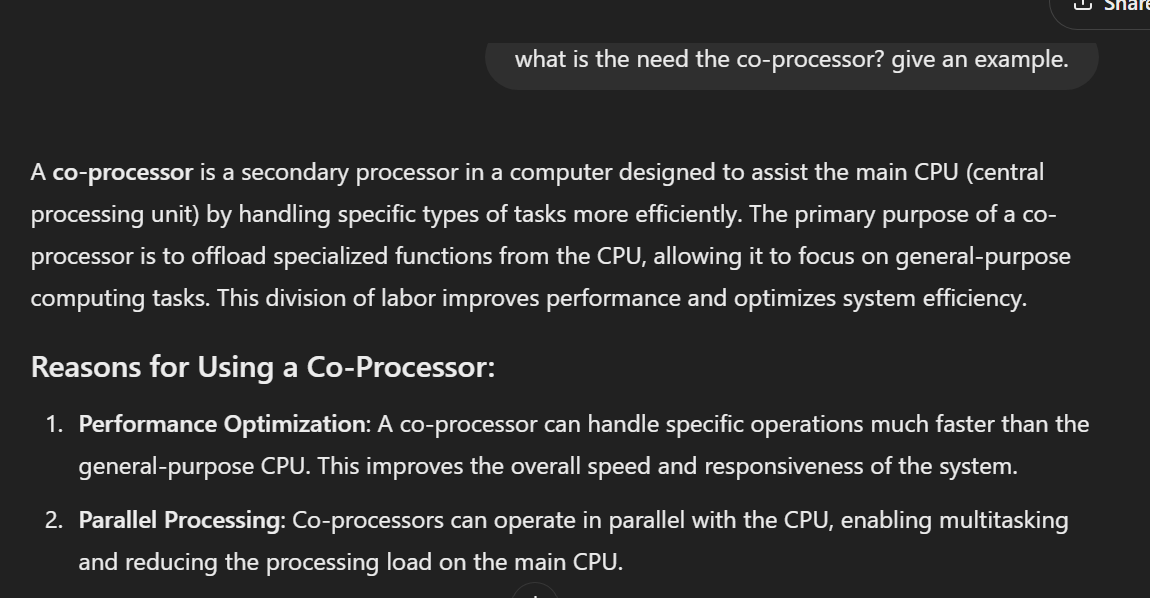 Share
what is the need the co-processor? give an example.
A co-processor is a secondary processor in a computer designed to assist the main CPU (central
processing unit) by handling specific types of tasks more efficiently. The primary purpose of a co-
processor is to offload specialized functions from the CPU, allowing it to focus on general-purpose
computing tasks. This division of labor improves performance and optimizes system efficiency.
Reasons for Using a Co-Processor:
1. Performance Optimization: A co-processor can handle specific operations much faster than the
general-purpose CPU. This improves the overall speed and responsiveness of the system.
2. Parallel Processing: Co-processors can operate in parallel with the CPU, enabling multitasking
and reducing the processing load on the main CPU.